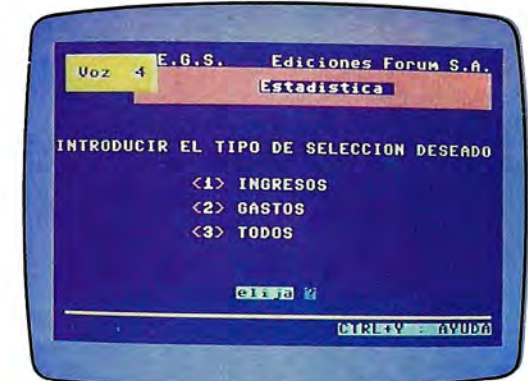 E.G.S. Ediciones Forum S.A.
Voz 4
Estadistica
INTRODUCIR EL TIPO DE SELECCION DESEADO
<1> INGRESOS
<2> GASTOS
<3> TODOS
elija ?
CTRL+Y : AYUDA